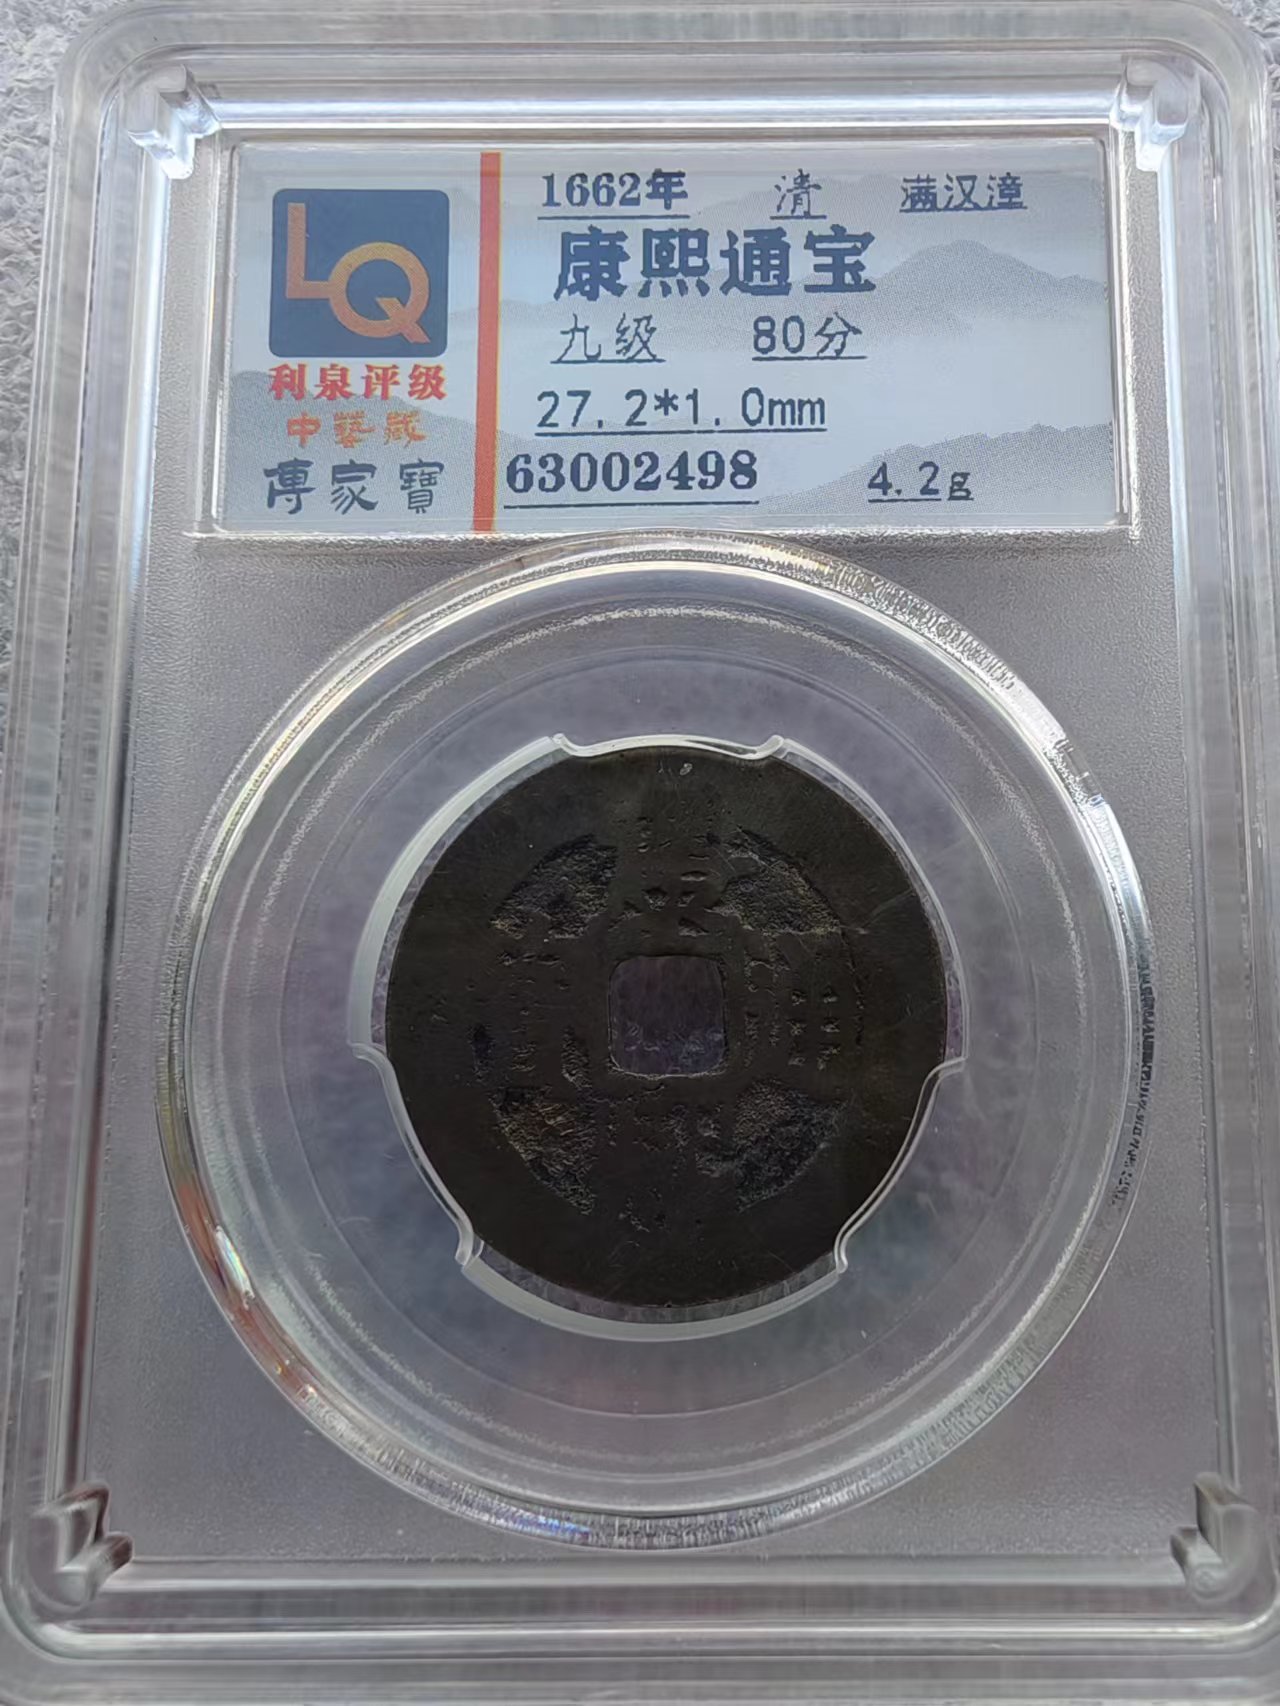 1662年 清 满汉漳
康熙通宝
九级 80分
27.2*1.0mm
63002498 4.2g
LQ
利泉评级
中藝藏
傳家寶